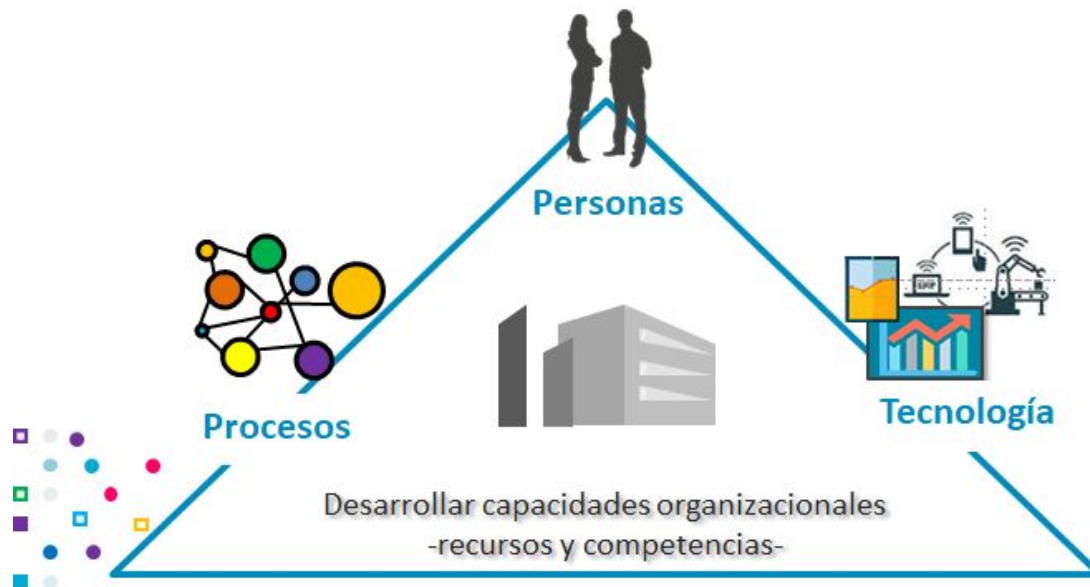 Personas
Procesos
Tecnología
Desarrollar capacidades organizacionales
-recursos y competencias-